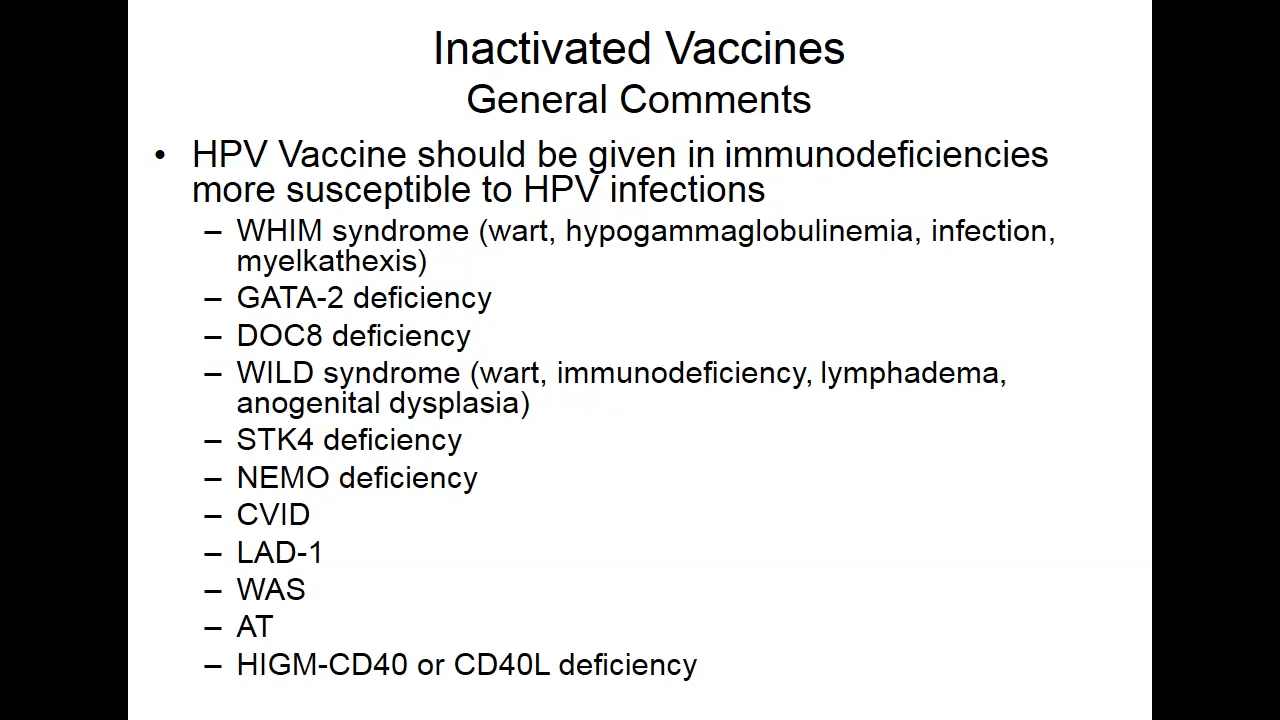 Inactivated Vaccines
General Comments
• HPV Vaccine should be given in immunodeficiencies
more susceptible to HPV infections
– WHIM syndrome (wart, hypogammaglobulinemia, infection,
myelkathexis)
– GATA-2 deficiency
– DOC8 deficiency
– WILD syndrome (wart, immunodeficiency, lymphadema,
anogenital dysplasia)
– STK4 deficiency
– NEMO deficiency
– CVID
– LAD-1
– WAS
– AT
– HIGM-CD40 or CD40L deficiency